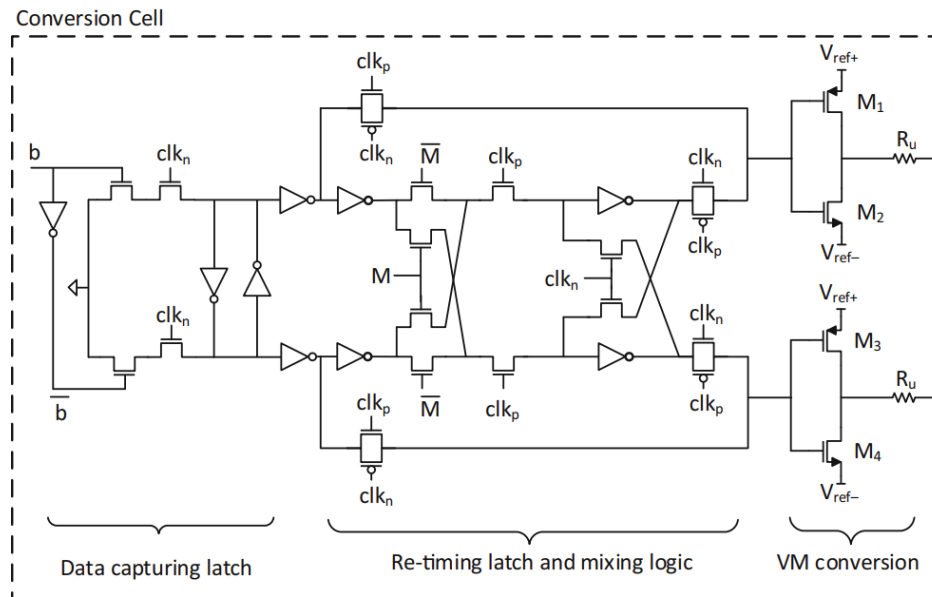 Conversion Cell
clkₚ
Vref+
M₁
b
clkₙ
clkₙ
M̅
clkₚ
clkₙ
Rᵤ
M₂
clkₚ
Vref–
M
clkₙ
Vref+
clkₙ
clkₙ
M₃
b̅
clkₚ
M̅
clkₚ
clkₚ
Rᵤ
M₄
clkₙ
Vref–
Data capturing latch
Re-timing latch and mixing logic
VM conversion